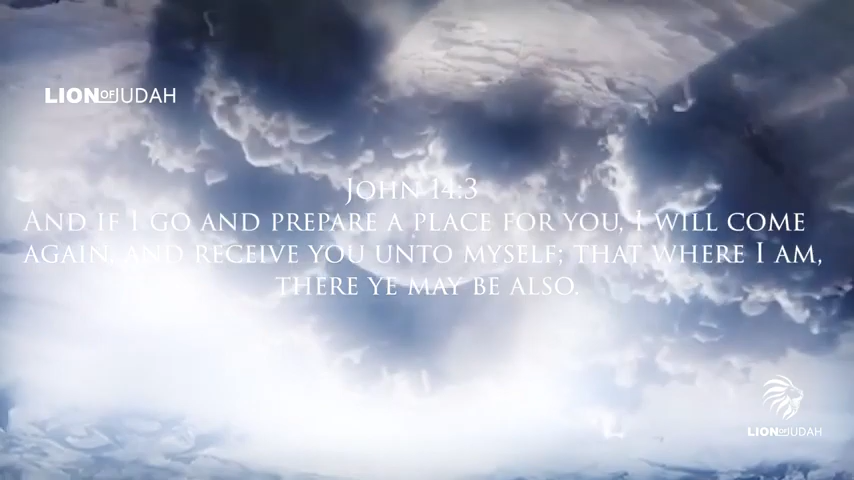 LION OF JUDAH
John 14:3
And if I go and prepare a place for you, I will come
again, and receive you unto myself; that where I am,
there ye may be also.
LION OF JUDAH